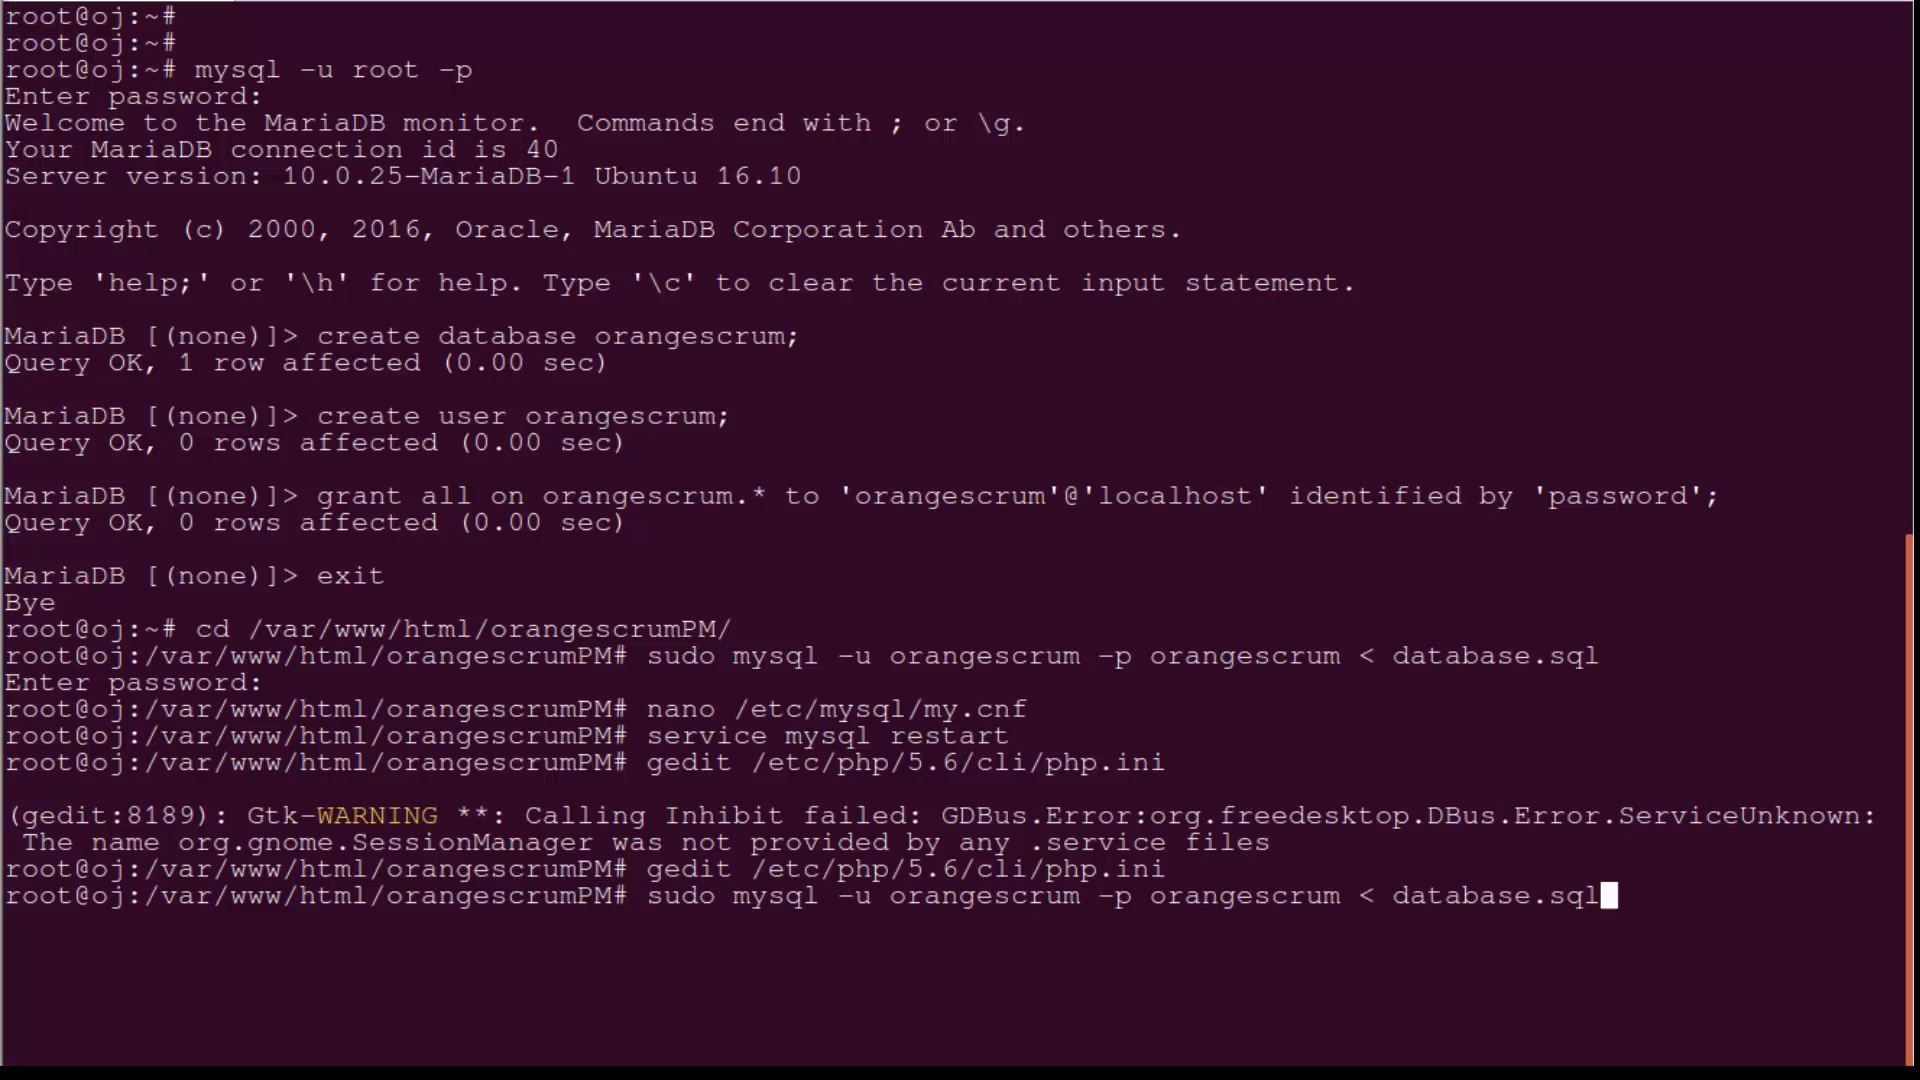 root@oj:~#
root@oj:~#
root@oj:~# mysql -u root -p
Enter password:
Welcome to the MariaDB monitor.  Commands end with ; or \g.
Your MariaDB connection id is 40
Server version: 10.0.25-MariaDB-1 Ubuntu 16.10
Copyright (c) 2000, 2016, Oracle, MariaDB Corporation Ab and others.
Type 'help;' or '\h' for help. Type '\c' to clear the current input statement.
MariaDB [(none)]> create database orangescrum;
Query OK, 1 row affected (0.00 sec)
MariaDB [(none)]> create user orangescrum;
Query OK, 0 rows affected (0.00 sec)
MariaDB [(none)]> grant all on orangescrum.* to 'orangescrum'@'localhost' identified by 'password';
Query OK, 0 rows affected (0.00 sec)
MariaDB [(none)]> exit
Bye
root@oj:~# cd /var/www/html/orangescrumPM/
root@oj:/var/www/html/orangescrumPM# sudo mysql -u orangescrum -p orangescrum < database.sql
Enter password:
root@oj:/var/www/html/orangescrumPM# nano /etc/mysql/my.cnf
root@oj:/var/www/html/orangescrumPM# service mysql restart
root@oj:/var/www/html/orangescrumPM# gedit /etc/php/5.6/cli/php.ini
(gedit:8189): Gtk-WARNING **: Calling Inhibit failed: GDBus.Error:org.freedesktop.DBus.Error.ServiceUnknown:
 The name org.gnome.SessionManager was not provided by any .service files
root@oj:/var/www/html/orangescrumPM# gedit /etc/php/5.6/cli/php.ini
root@oj:/var/www/html/orangescrumPM# sudo mysql -u orangescrum -p orangescrum < database.sql